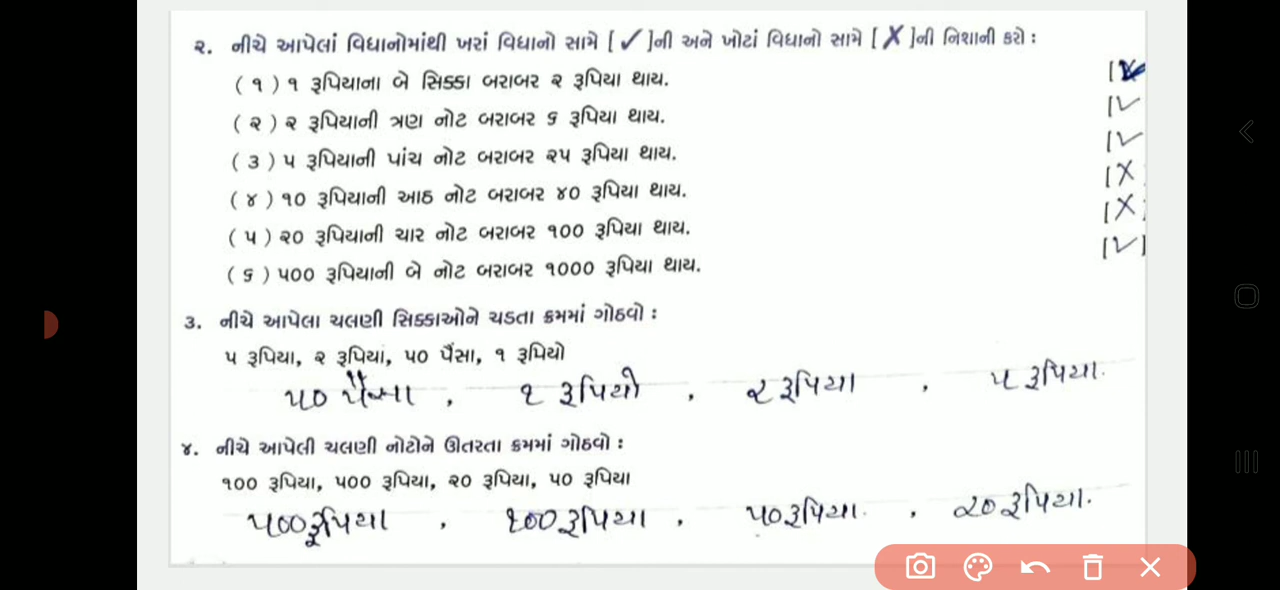 ૨. નીચે આપેલાં વિધાનોમાંથી ખરાં વિધાનો સામે [ ✓ ]ની અને ખોટાં વિધાનો સામે [ ✗ ]ની નિશાની કરો :
( ૧ ) ૧ રૂપિયાના બે સિક્કા બરાબર ૨ રૂપિયા થાય. [✓
( ૨ ) ૨ રૂપિયાની ત્રણ નોટ બરાબર ૬ રૂપિયા થાય. [✓
( ૩ ) ૫ રૂપિયાની પાંચ નોટ બરાબર ૨૫ રૂપિયા થાય. [✓
( ૪ ) ૧૦ રૂપિયાની આઠ નોટ બરાબર ૪૦ રૂપિયા થાય. [✗]
( ૫ ) ૨૦ રૂપિયાની ચાર નોટ બરાબર ૧૦૦ રૂપિયા થાય. [✗]
( ૬ ) ૫૦૦ રૂપિયાની બે નોટ બરાબર ૧૦૦૦ રૂપિયા થાય. [✓]
૩. નીચે આપેલા ચલણી સિક્કાઓને ચડતા ક્રમમાં ગોઠવો :
૫ રૂપિયા, ૨ રૂપિયા, ૫૦ પૈસા, ૧ રૂપિયો
૫૦ પૈસા , ૧ રૂપિયો , ૨ રૂપિયા , ૫ રૂપિયા.
૪. નીચે આપેલી ચલણી નોટોને ઊતરતા ક્રમમાં ગોઠવો :
૧૦૦ રૂપિયા, ૫૦૦ રૂપિયા, ૨૦ રૂપિયા, ૫૦ રૂપિયા
૫૦૦ રૂપિયા , ૧૦૦ રૂપિયા , ૫૦ રૂપિયા. , ૨૦ રૂપિયા.